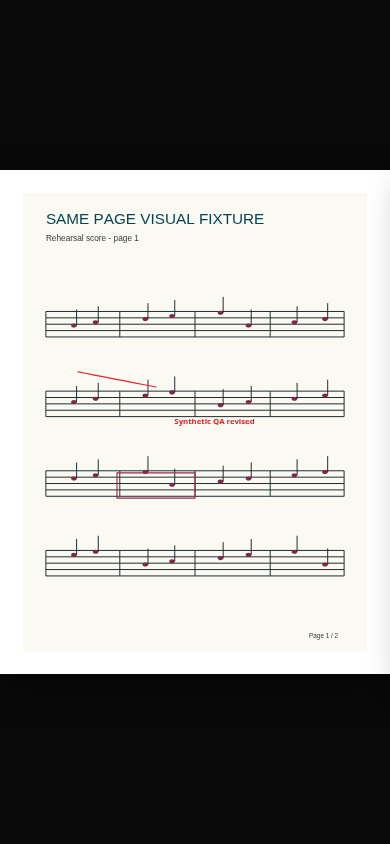 SAME PAGE VISUAL FIXTURE
Rehearsal score - page 1
Synthetic QA revised
Page 1 / 2